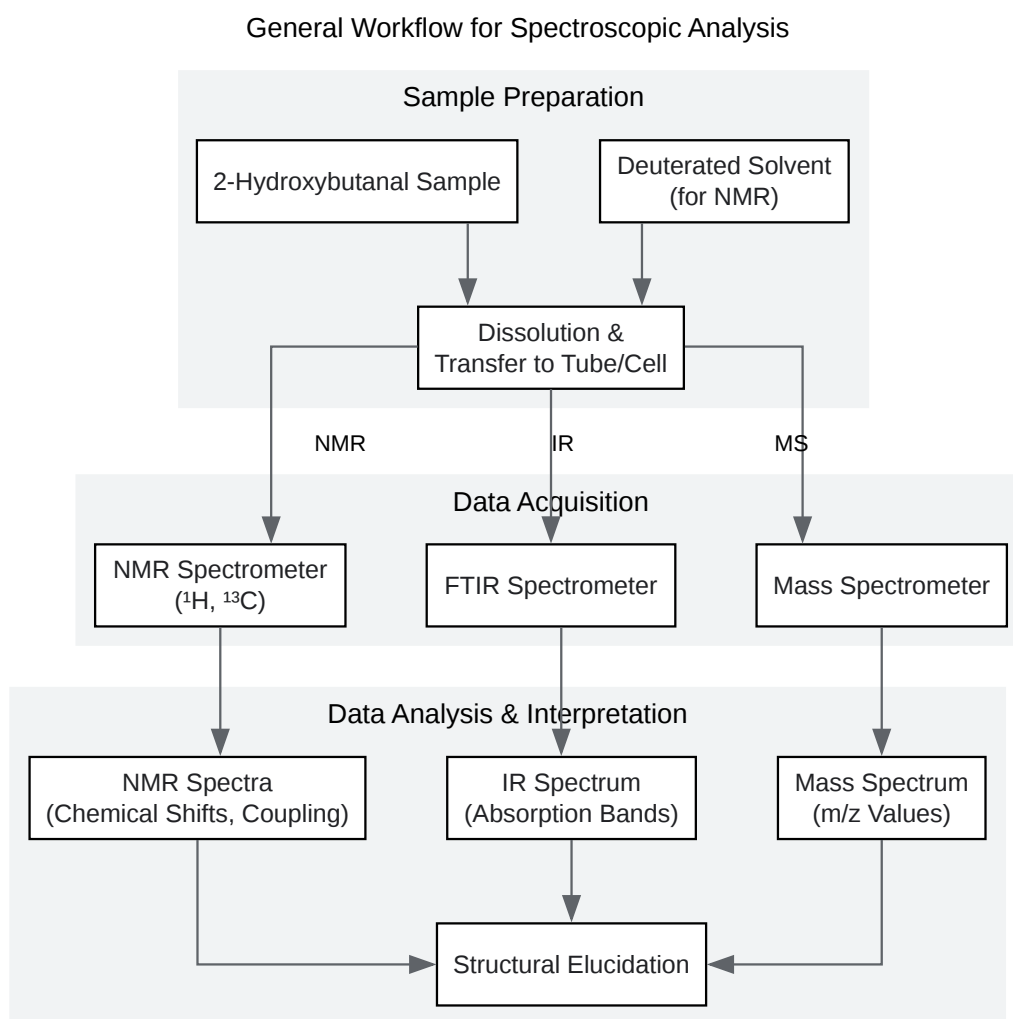 General Workflow for Spectroscopic Analysis
Sample Preparation
2-Hydroxybutanal Sample
Deuterated Solvent
(for NMR)
Dissolution &
Transfer to Tube/Cell
NMR
IR
MS
Data Acquisition
NMR Spectrometer
(¹H, ¹³C)
FTIR Spectrometer
Mass Spectrometer
Data Analysis & Interpretation
NMR Spectra
(Chemical Shifts, Coupling)
IR Spectrum
(Absorption Bands)
Mass Spectrum
(m/z Values)
Structural Elucidation